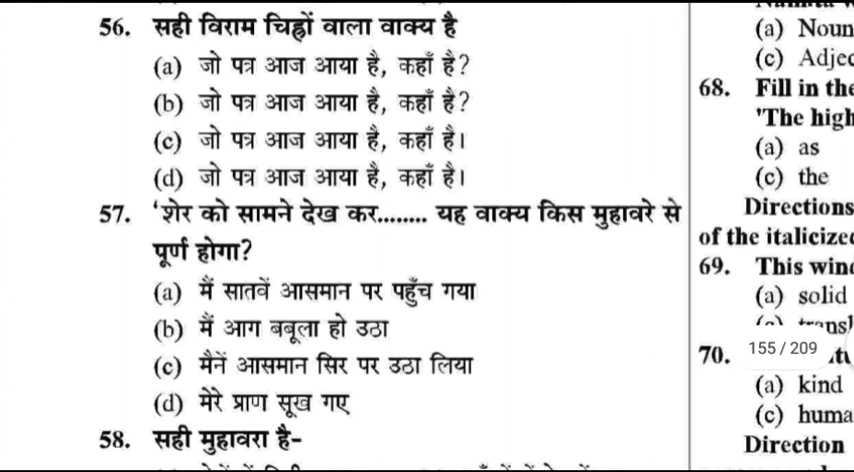 56. सही विराम चिह्नों वाला वाक्य है
(a) जो पत्र आज आया है, कहाँ है?
(b) जो पत्र आज आया है, कहाँ है?
(c) जो पत्र आज आया है, कहाँ है।
(d) जो पत्र आज आया है, कहाँ है।
57. 'शेर को सामने देख कर........ यह वाक्य किस मुहावरे से
पूर्ण होगा?
(a) मैं सातवें आसमान पर पहुँच गया
(b) मैं आग बबूला हो उठा
(c) मैनें आसमान सिर पर उठा लिया
(d) मेरे प्राण सूख गए
58. सही मुहावरा है-
(a) Noun
(c) Adjec
68. Fill in the
'The high
(a) as
(c) the
Directions
of the italicized
69. This wind
(a) solid
70.
155 / 209
(a) kind
(c) huma
Direction